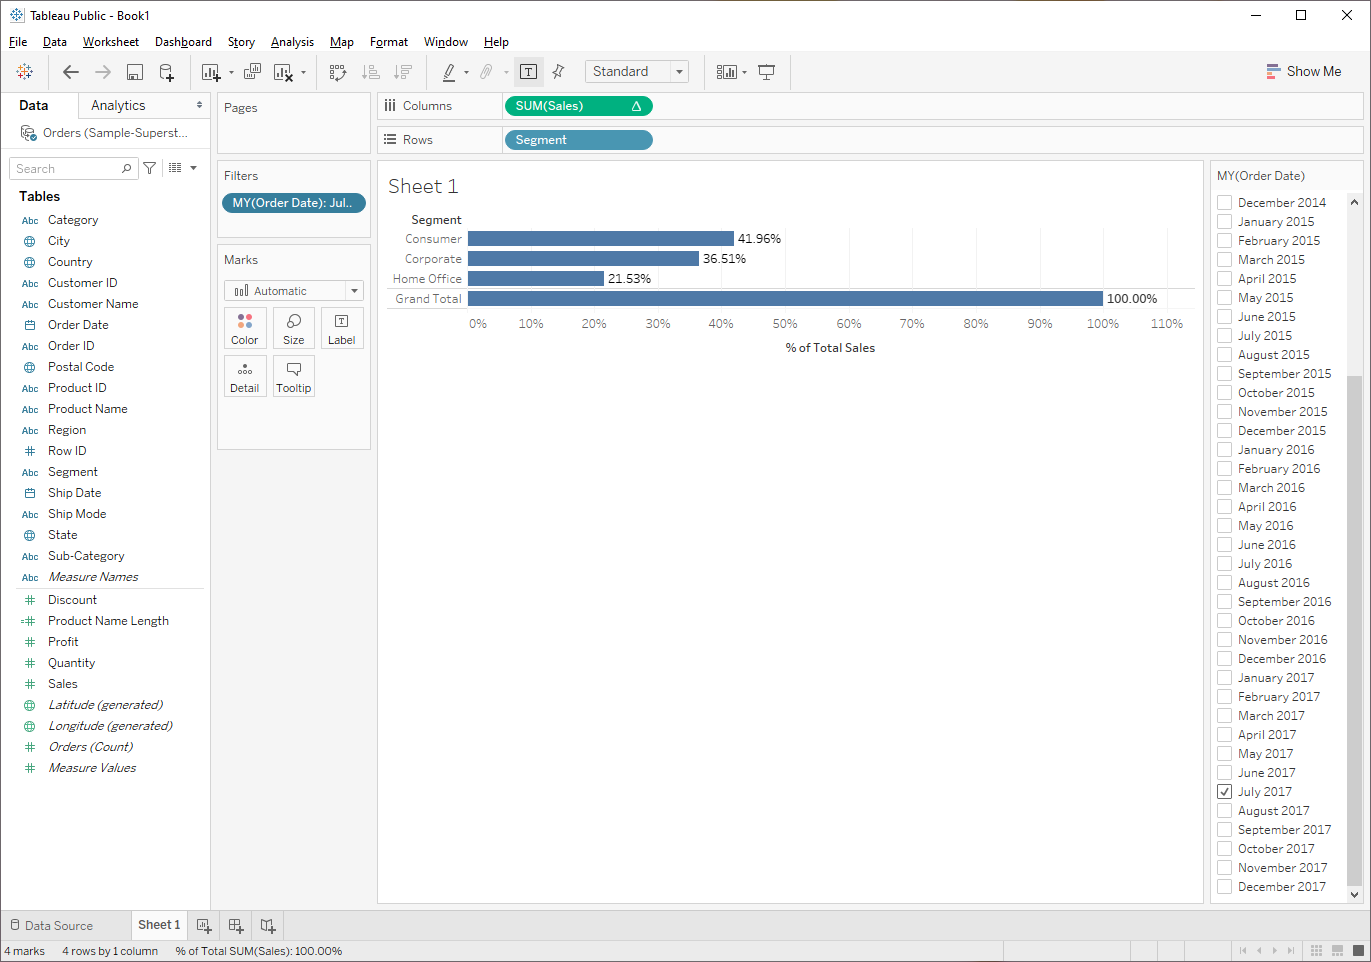 Tableau Public - Book1
File Data Worksheet Dashboard Story Analysis Map Format Window Help
Standard
Show Me
Data Analytics
Orders (Sample-Superst...
Search
Tables
Abc Category
City
Country
Abc Customer ID
Abc Customer Name
Order Date
Abc Order ID
Postal Code
Abc Product ID
Abc Product Name
Abc Region
Row ID
Abc Segment
Ship Date
Abc Ship Mode
State
Abc Sub-Category
Abc Measure Names
Discount
Product Name Length
Profit
Quantity
Sales
Latitude (generated)
Longitude (generated)
Orders (Count)
Measure Values
Pages
Filters
MY(Order Date): Jul..
Marks
Automatic
Color Size Label
Detail Tooltip
Columns SUM(Sales)
Rows Segment
Sheet 1
Segment
Consumer 41.96%
Corporate 36.51%
Home Office 21.53%
Grand Total 100.00%
0% 10% 20% 30% 40% 50% 60% 70% 80% 90% 100% 110%
% of Total Sales
MY(Order Date)
December 2014
January 2015
February 2015
March 2015
April 2015
May 2015
June 2015
July 2015
August 2015
September 2015
October 2015
November 2015
December 2015
January 2016
February 2016
March 2016
April 2016
May 2016
June 2016
July 2016
August 2016
September 2016
October 2016
November 2016
December 2016
January 2017
February 2017
March 2017
April 2017
May 2017
June 2017
July 2017
August 2017
September 2017
October 2017
November 2017
December 2017
Data Source Sheet 1
4 marks 4 rows by 1 column % of Total SUM(Sales): 100.00%